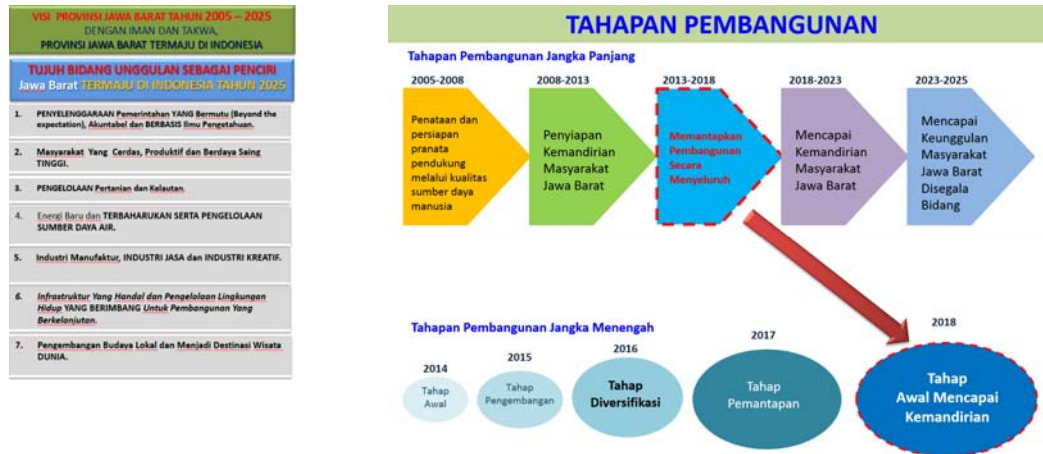 VISI PROVINSI JAWA BARAT TAHUN 2005 – 2025
DENGAN IMAN DAN TAKWA,
PROVINSI JAWA BARAT TERMAJU DI INDONESIA
TUJUH BIDANG UNGGULAN SEBAGAI PENCIRI
Jawa Barat TERMAJU DI INDONESIA TAHUN 2025
1. PENYELENGGARAAN Pemerintahan YANG Bermutu (Beyond the
expectation), Akuntabel dan BERBASIS Ilmu Pengetahuan.
2. Masyarakat Yang Cerdas, Produktif dan Berdaya Saing
TINGGI.
3. PENGELOLAAN Pertanian dan Kelautan.
4. Energi Baru dan TERBAHARUKAN SERTA PENGELOLAAN
SUMBER DAYA AIR.
5. Industri Manufaktur, INDUSTRI JASA dan INDUSTRI KREATIF.
6. Infrastruktur Yang Handal dan Pengelolaan Lingkungan
Hidup YANG BERIMBANG Untuk Pembangunan Yang
Berkelanjutan.
7. Pengembangan Budaya Lokal dan Menjadi Destinasi Wisata
DUNIA.
TAHAPAN PEMBANGUNAN
Tahapan Pembangunan Jangka Panjang
2005-2008
Penataan dan
persiapan
pranata
pendukung
melalui kualitas
sumber daya
manusia
2008-2013
Penyiapan
Kemandirian
Masyarakat
Jawa Barat
2013-2018
Memantapkan
Pembangunan
Secara
Menyeluruh
2018-2023
Mencapai
Kemandirian
Masyarakat
Jawa Barat
2023-2025
Mencapai
Keunggulan
Masyarakat
Jawa Barat
Disegala
Bidang
Tahapan Pembangunan Jangka Menengah
2014
Tahap
Awal
2015
Tahap
Pengembangan
2016
Tahap
Diversifikasi
2017
Tahap
Pemantapan
2018
Tahap
Awal Mencapai
Kemandirian